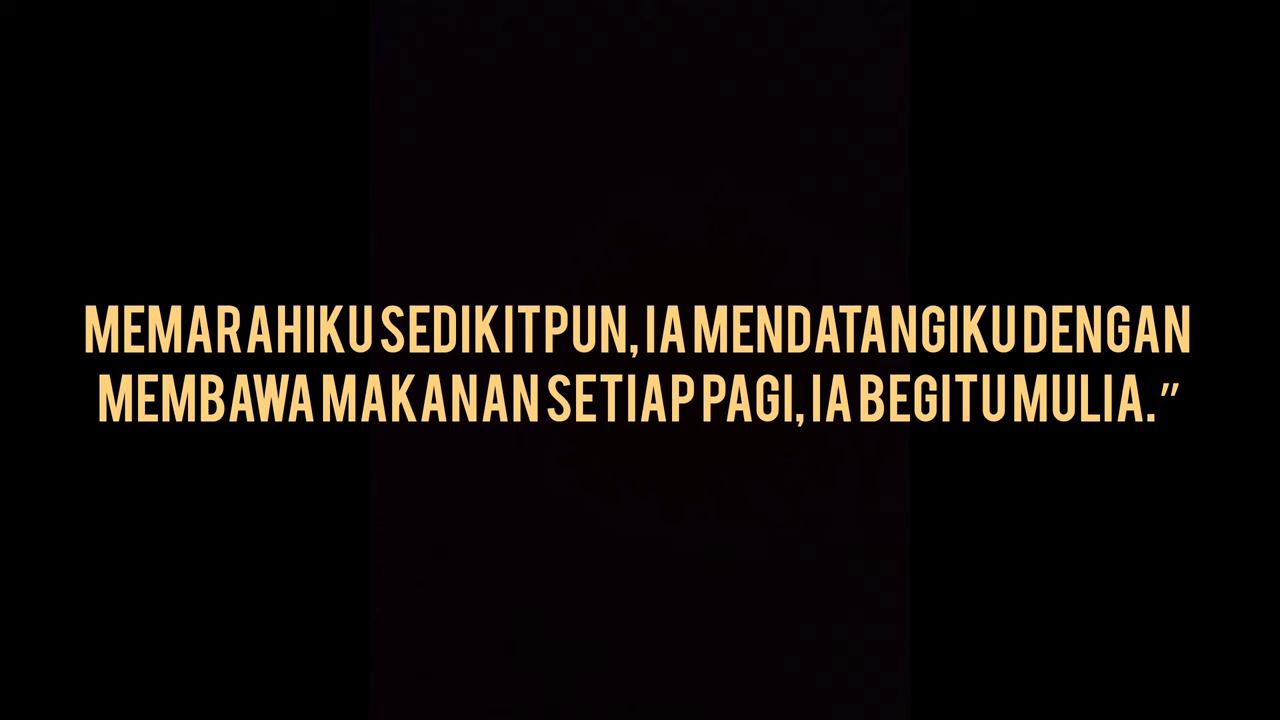 MEMARAHIKU SEDIKITPUN, IA MENDATANGIKU DENGAN
MEMBAWA MAKANAN SETIAP PAGI, IA BEGITU MULIA."